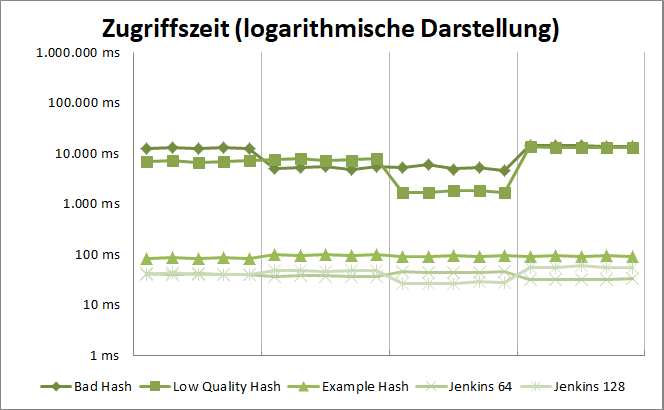 Zugriffszeit (logarithmische Darstellung)
1.000.000 ms
100.000 ms
10.000 ms
1.000 ms
100 ms
10 ms
1 ms
Bad Hash Low Quality Hash Example Hash Jenkins 64 Jenkins 128